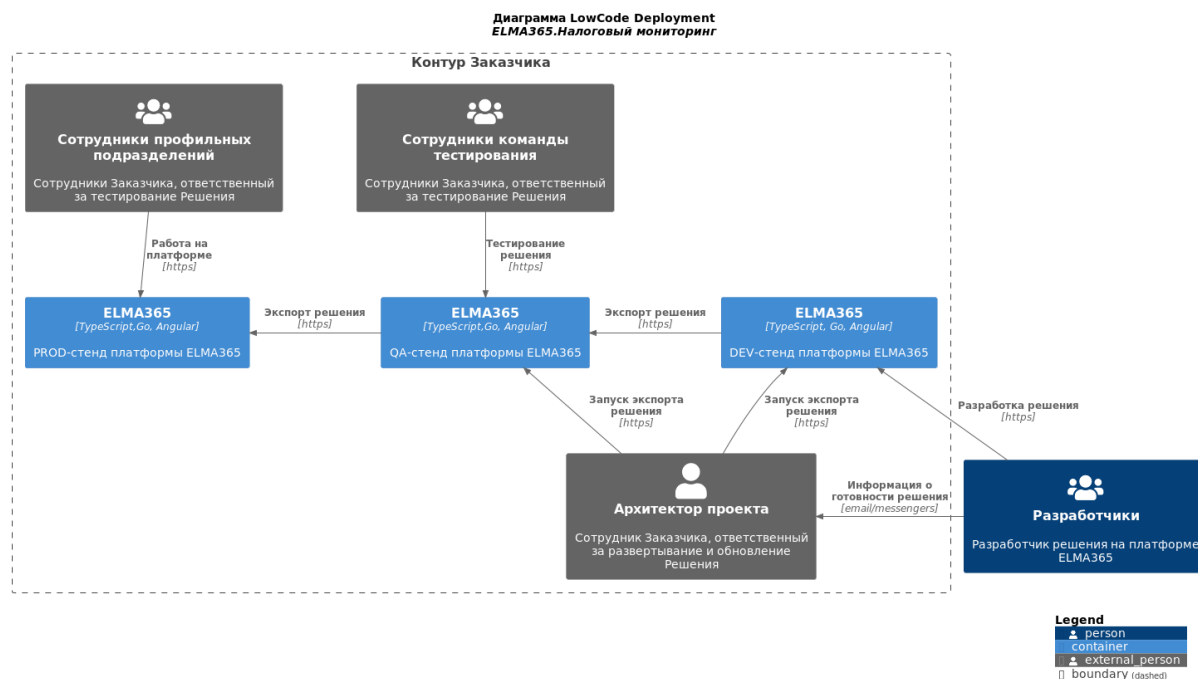 Диаграмма LowCode Deployment
ELMA365.Налоговый мониторинг
Контур Заказчика
Сотрудники профильных
подразделений
Сотрудники Заказчика, ответственный
за тестирование Решения
Сотрудники команды
тестирования
Сотрудники Заказчика, ответственный
за тестирование Решения
Работа на
платформе
[https]
Тестирование
решения
[https]
ELMA365
[TypeScript,Go, Angular]
PROD-стенд платформы ELMA365
Экспорт решения
[https]
ELMA365
[TypeScript,Go, Angular]
QA-стенд платформы ELMA365
Экспорт решения
[https]
ELMA365
[TypeScript, Go, Angular]
DEV-стенд платформы ELMA365
Запуск экспорта
решения
[https]
Запуск экспорта
решения
[https]
Разработка решения
[https]
Архитектор проекта
Сотрудник Заказчика, ответственный
за развертывание и обновление
Решения
Информация о
готовности решения
[email/messengers]
Разработчики
Разработчик решения на платформе
ELMA365
Legend
person
container
external_person
boundary (dashed)